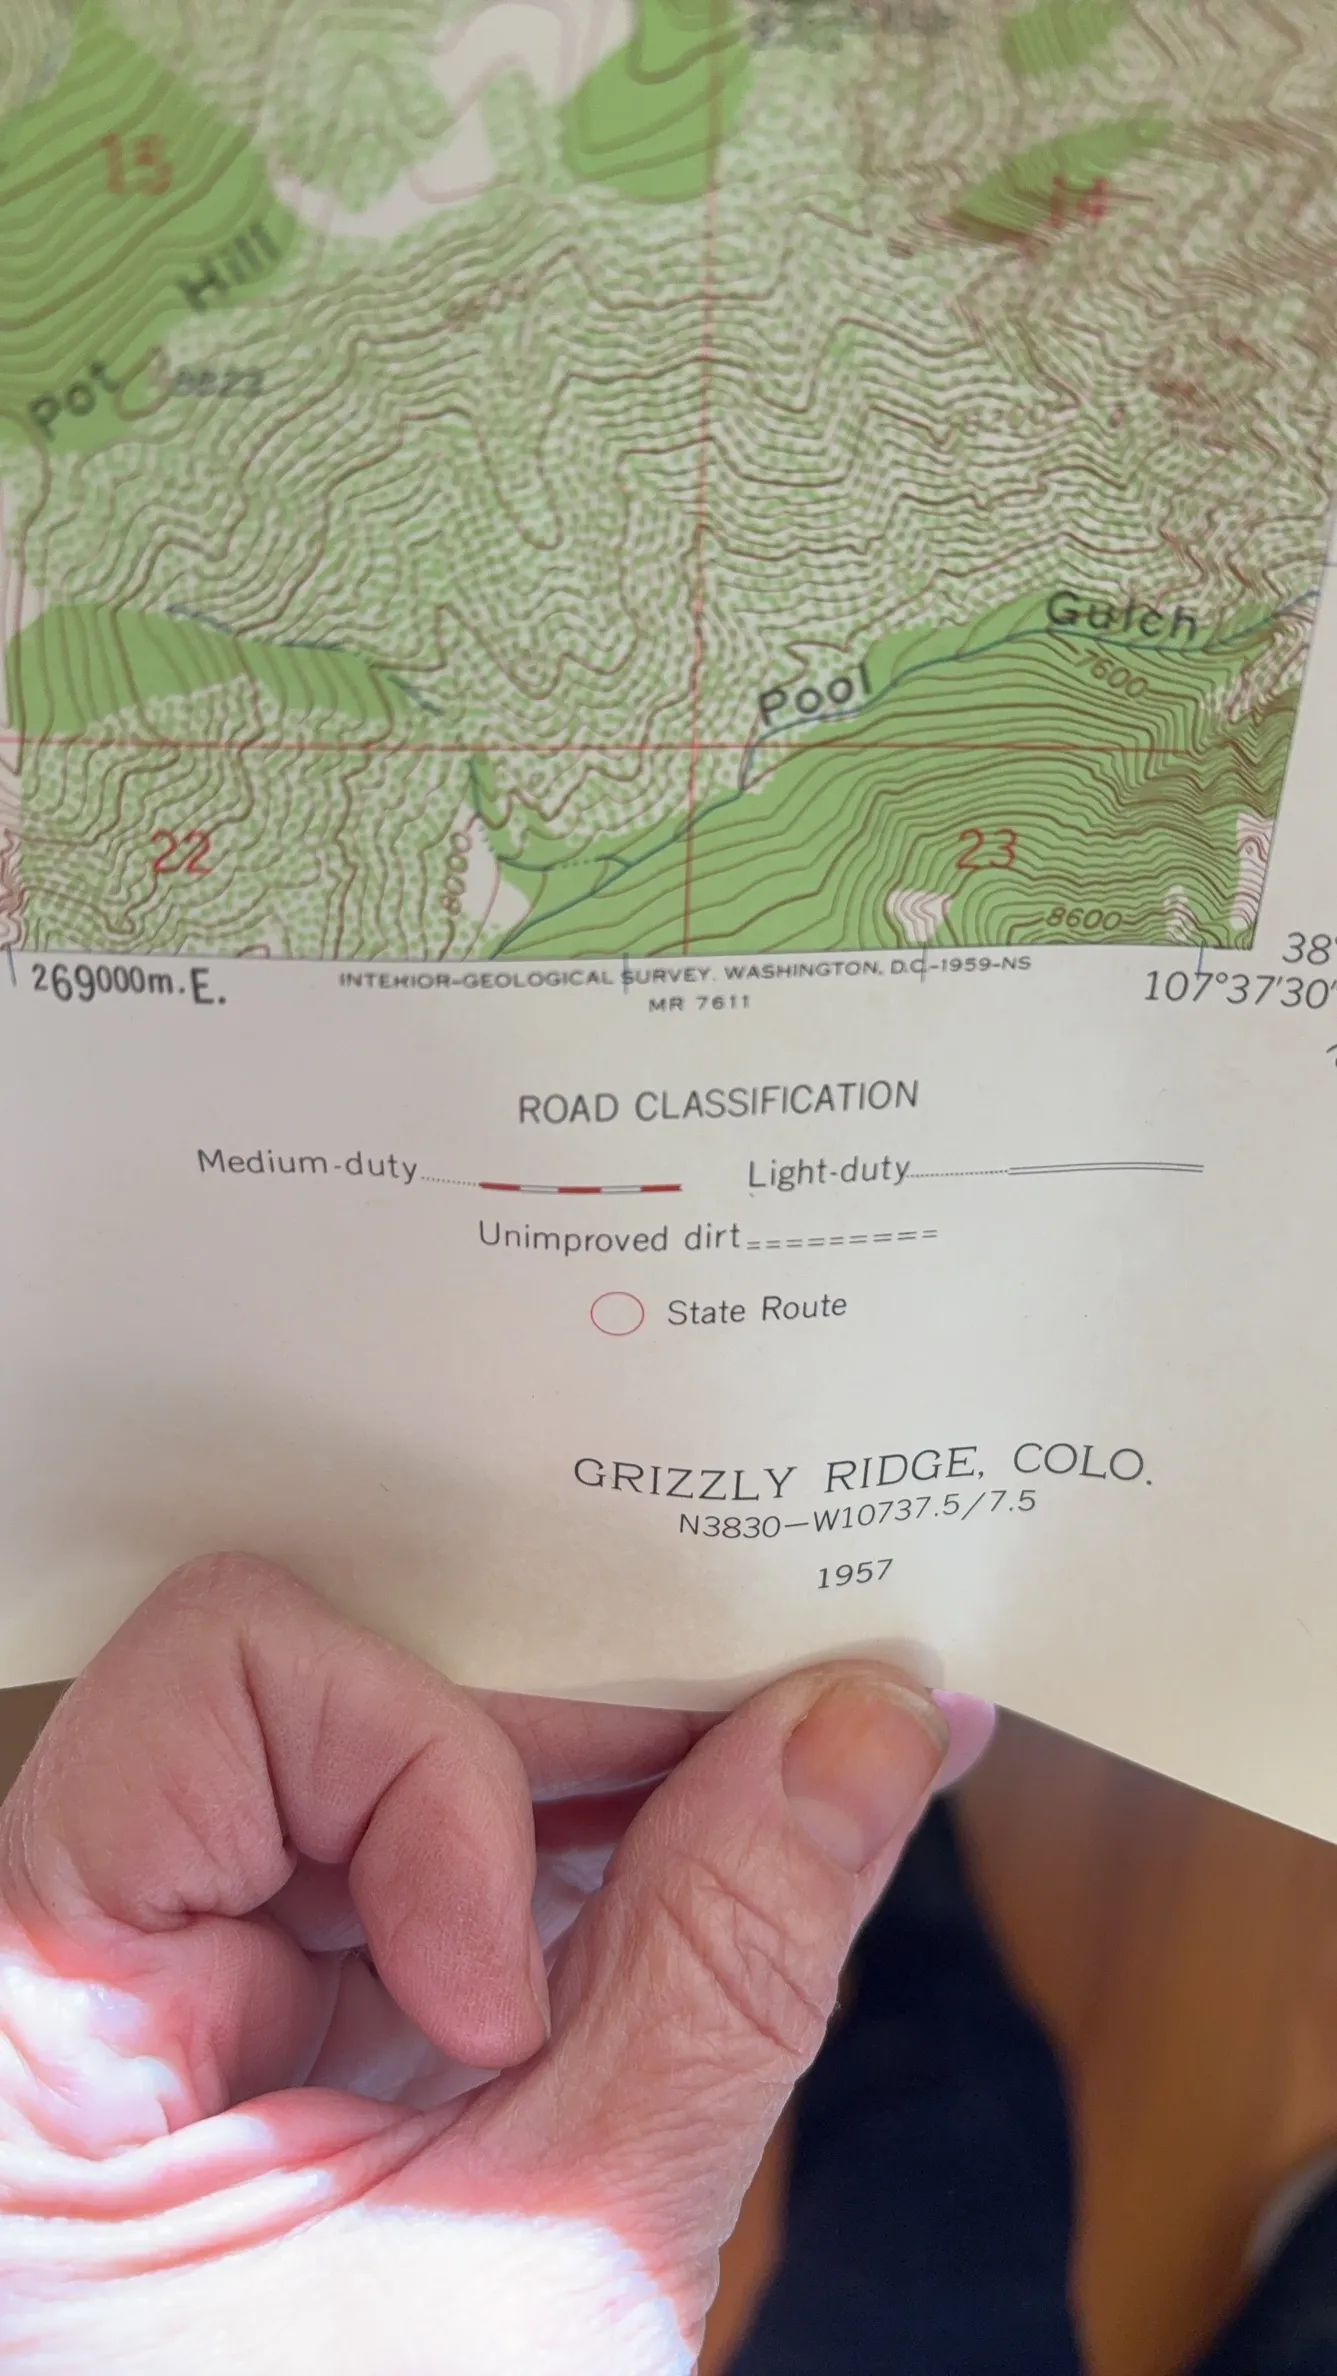 15
14
Hill
Pot
8822
Gulch
7600
Pool
22
8000
23
8600
38°
269000m.E.
INTERIOR-GEOLOGICAL SURVEY, WASHINGTON, D.C.-1959-NS
107°37'30"
MR 7611
ROAD CLASSIFICATION
Medium-duty
Light-duty
Unimproved dirt
State Route
GRIZZLY RIDGE, COLO.
N3830—W10737.5/7.5
1957